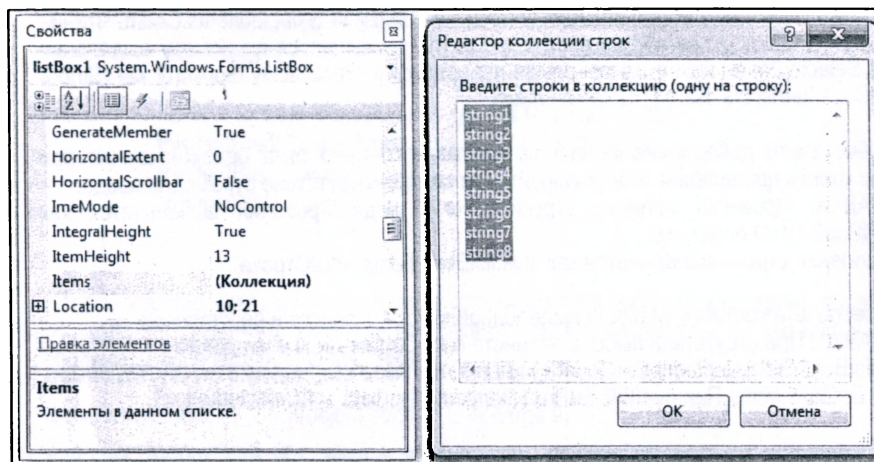 Свойства
listBox1 System.Windows.Forms.ListBox
GenerateMember True
HorizontalExtent 0
HorizontalScrollbar False
ImeMode NoControl
IntegralHeight True
ItemHeight 13
Items (Коллекция)
Location 10; 21
Правка элементов
Items
Элементы в данном списке.
Редактор коллекции строк
Введите строки в коллекцию (одну на строку):
string1
string2
string3
string4
string5
string6
string7
string8
OK
Отмена